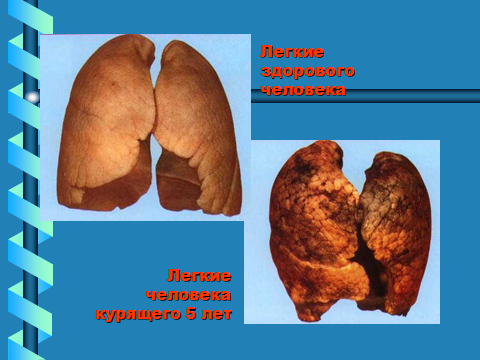 Легкие
здорового
человека
Легкие
человека
курящего 5 лет